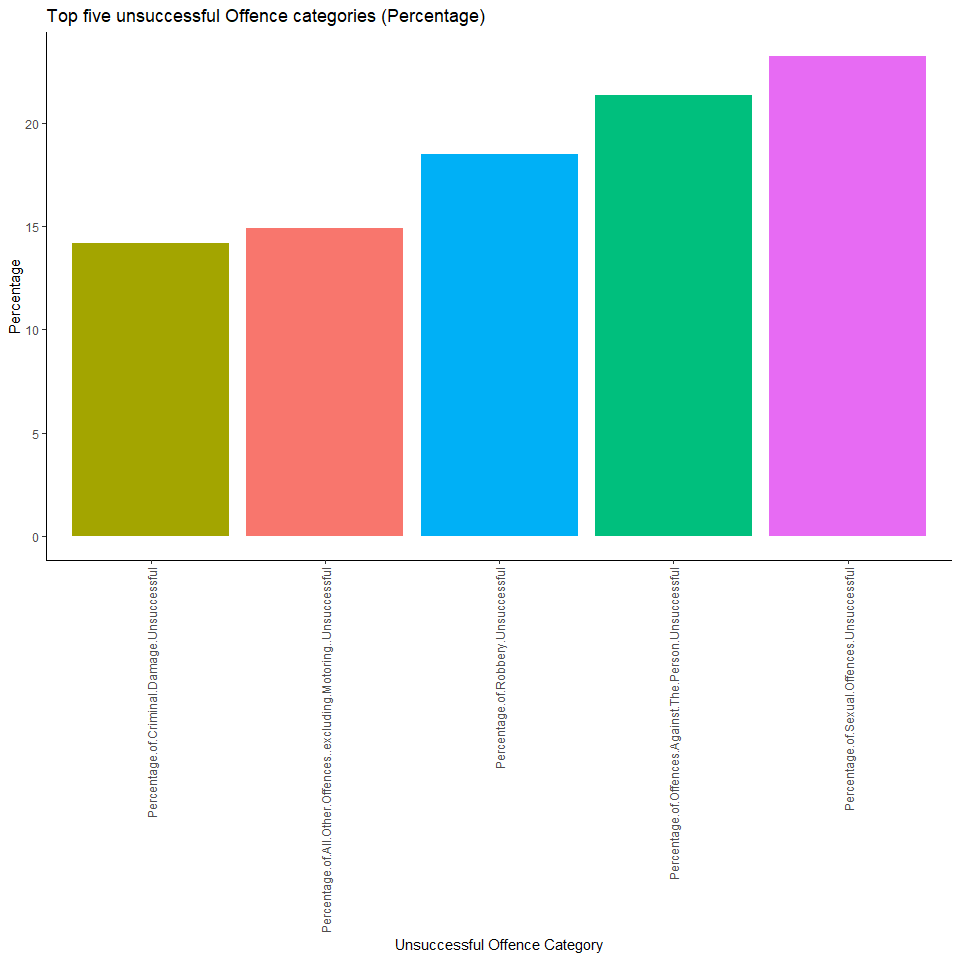 Top five unsuccessful Offence categories (Percentage)
Percentage
20
15
10
5
0
Percentage.of.Criminal.Damage.Unsuccessful
Percentage.of.All.Other.Offences..excluding.Motoring..Unsuccessful
Percentage.of.Robbery.Unsuccessful
Percentage.of.Offences.Against.The.Person.Unsuccessful
Percentage.of.Sexual.Offences.Unsuccessful
Unsuccessful Offence Category